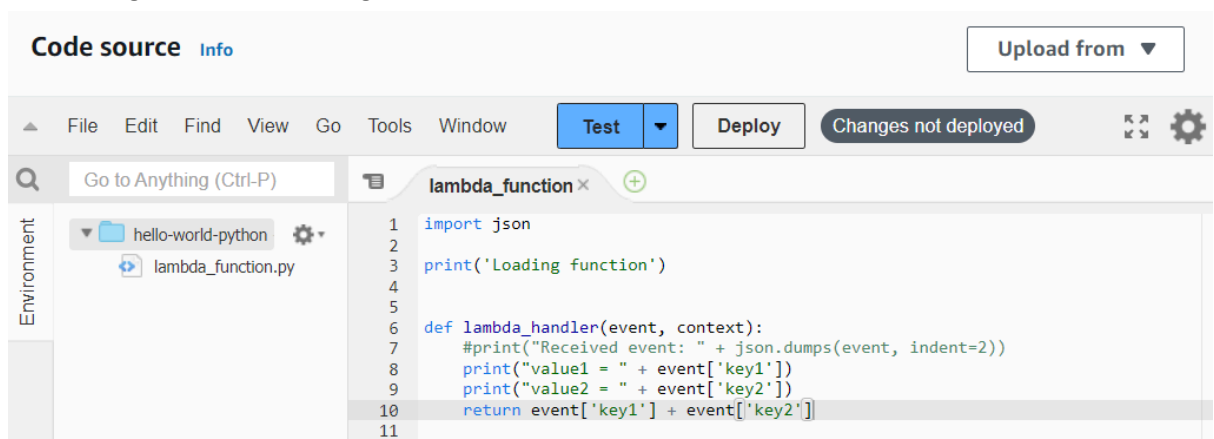 Code source Info
Upload from
File Edit Find View Go Tools Window Test Deploy Changes not deployed
Go to Anything (Ctrl-P)
lambda_function
Environment
hello-world-python
lambda_function.py
1 import json
2
3 print('Loading function')
4
5
6 def lambda_handler(event, context):
7     #print("Received event: " + json.dumps(event, indent=2))
8     print("value1 = " + event['key1'])
9     print("value2 = " + event['key2'])
10     return event['key1'] + event['key2']
11